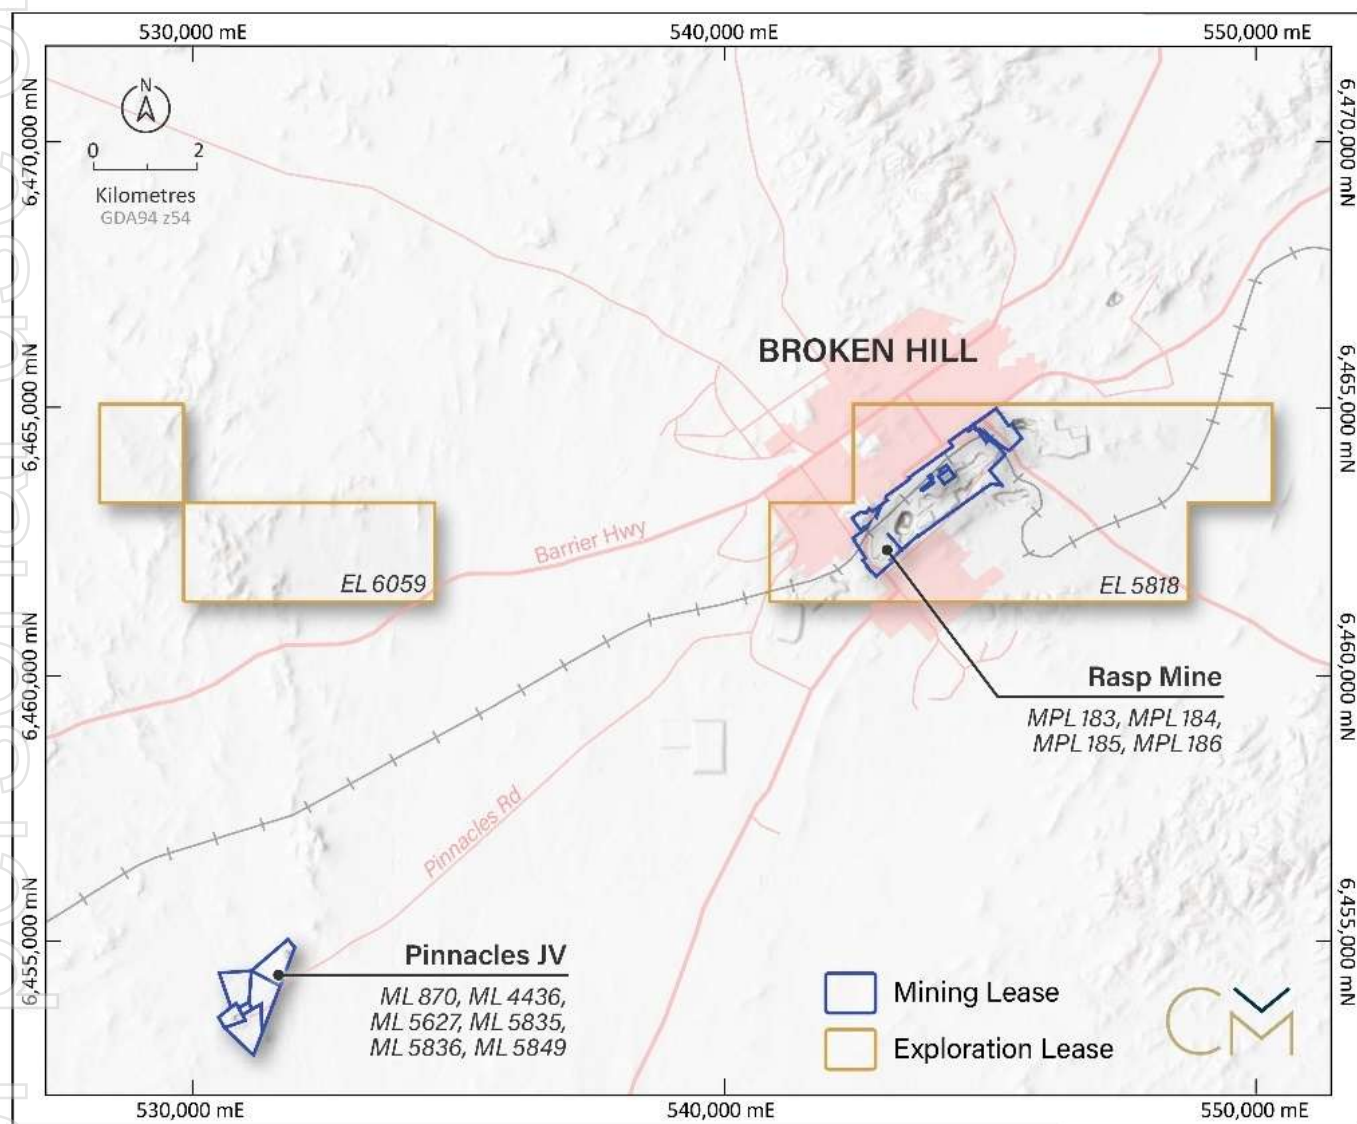 530,000 mE
540,000 mE
550,000 mE
6,470,000 mN
6,470,000 mN
N
0 2
Kilometres
GDA94 z54
BROKEN HILL
6,465,000 mN
6,465,000 mN
Barrier Hwy
EL 6059
EL 5818
6,460,000 mN
6,460,000 mN
Rasp Mine
MPL 183, MPL 184,
MPL 185, MPL 186
Pinnacles Rd
6,455,000 mN
6,455,000 mN
Pinnacles JV
ML 870, ML 4436,
ML 5627, ML 5835,
ML 5836, ML 5849
Mining Lease
Exploration Lease
CM
530,000 mE
540,000 mE
550,000 mE